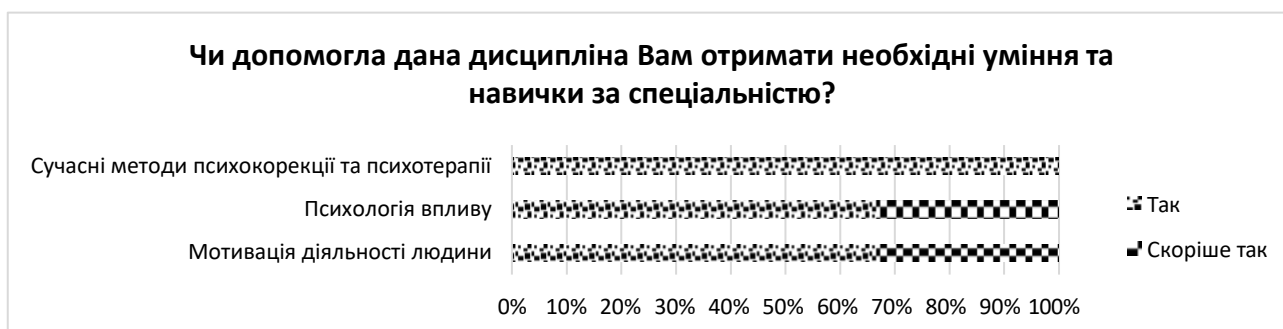 Чи допомогла дана дисципліна Вам отримати необхідні уміння та
навички за спеціальністю?
Сучасні методи психокорекції та психотерапії
Психологія впливу
Мотивація діяльності людини
Так
Скоріше так
0% 10% 20% 30% 40% 50% 60% 70% 80% 90% 100%